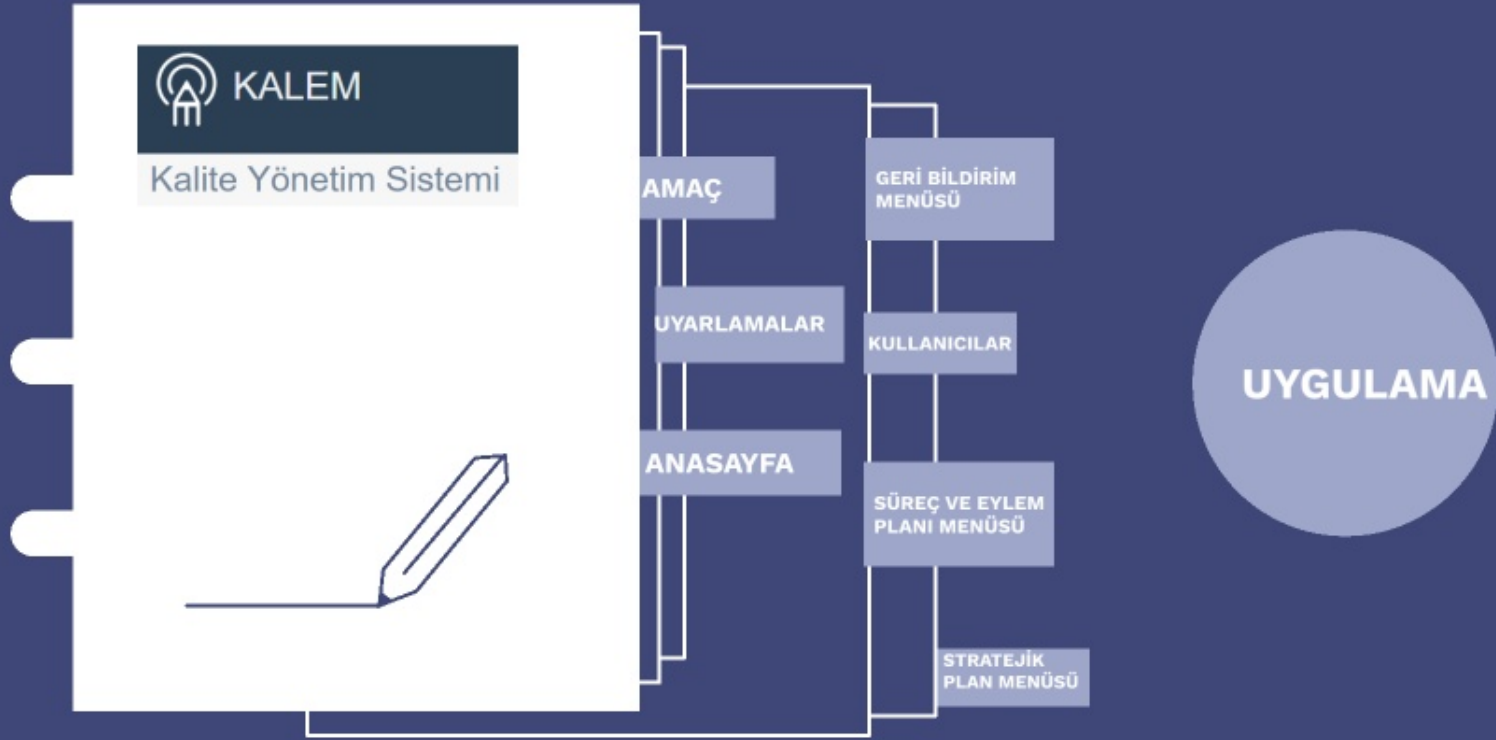 KALEM
Kalite Yönetim Sistemi
AMAÇ
UYARLAMALAR
ANASAYFA
GERİ BİLDİRİM
MENÜSÜ
KULLANICILAR
SÜREÇ VE EYLEM
PLANI MENÜSÜ
STRATEJİK
PLAN MENÜSÜ
UYGULAMA